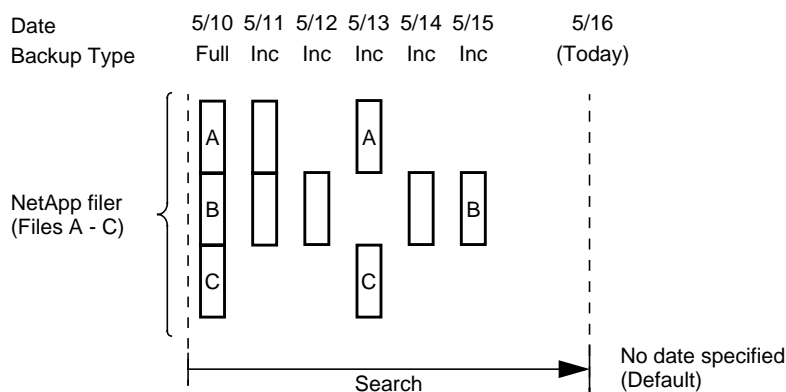 Date 5/10 5/11 5/12 5/13 5/14 5/15 5/16
Backup Type Full Inc Inc Inc Inc Inc (Today)
A A
NetApp filer
(Files A - C)
B B
C C
Search
No date specified
(Default)